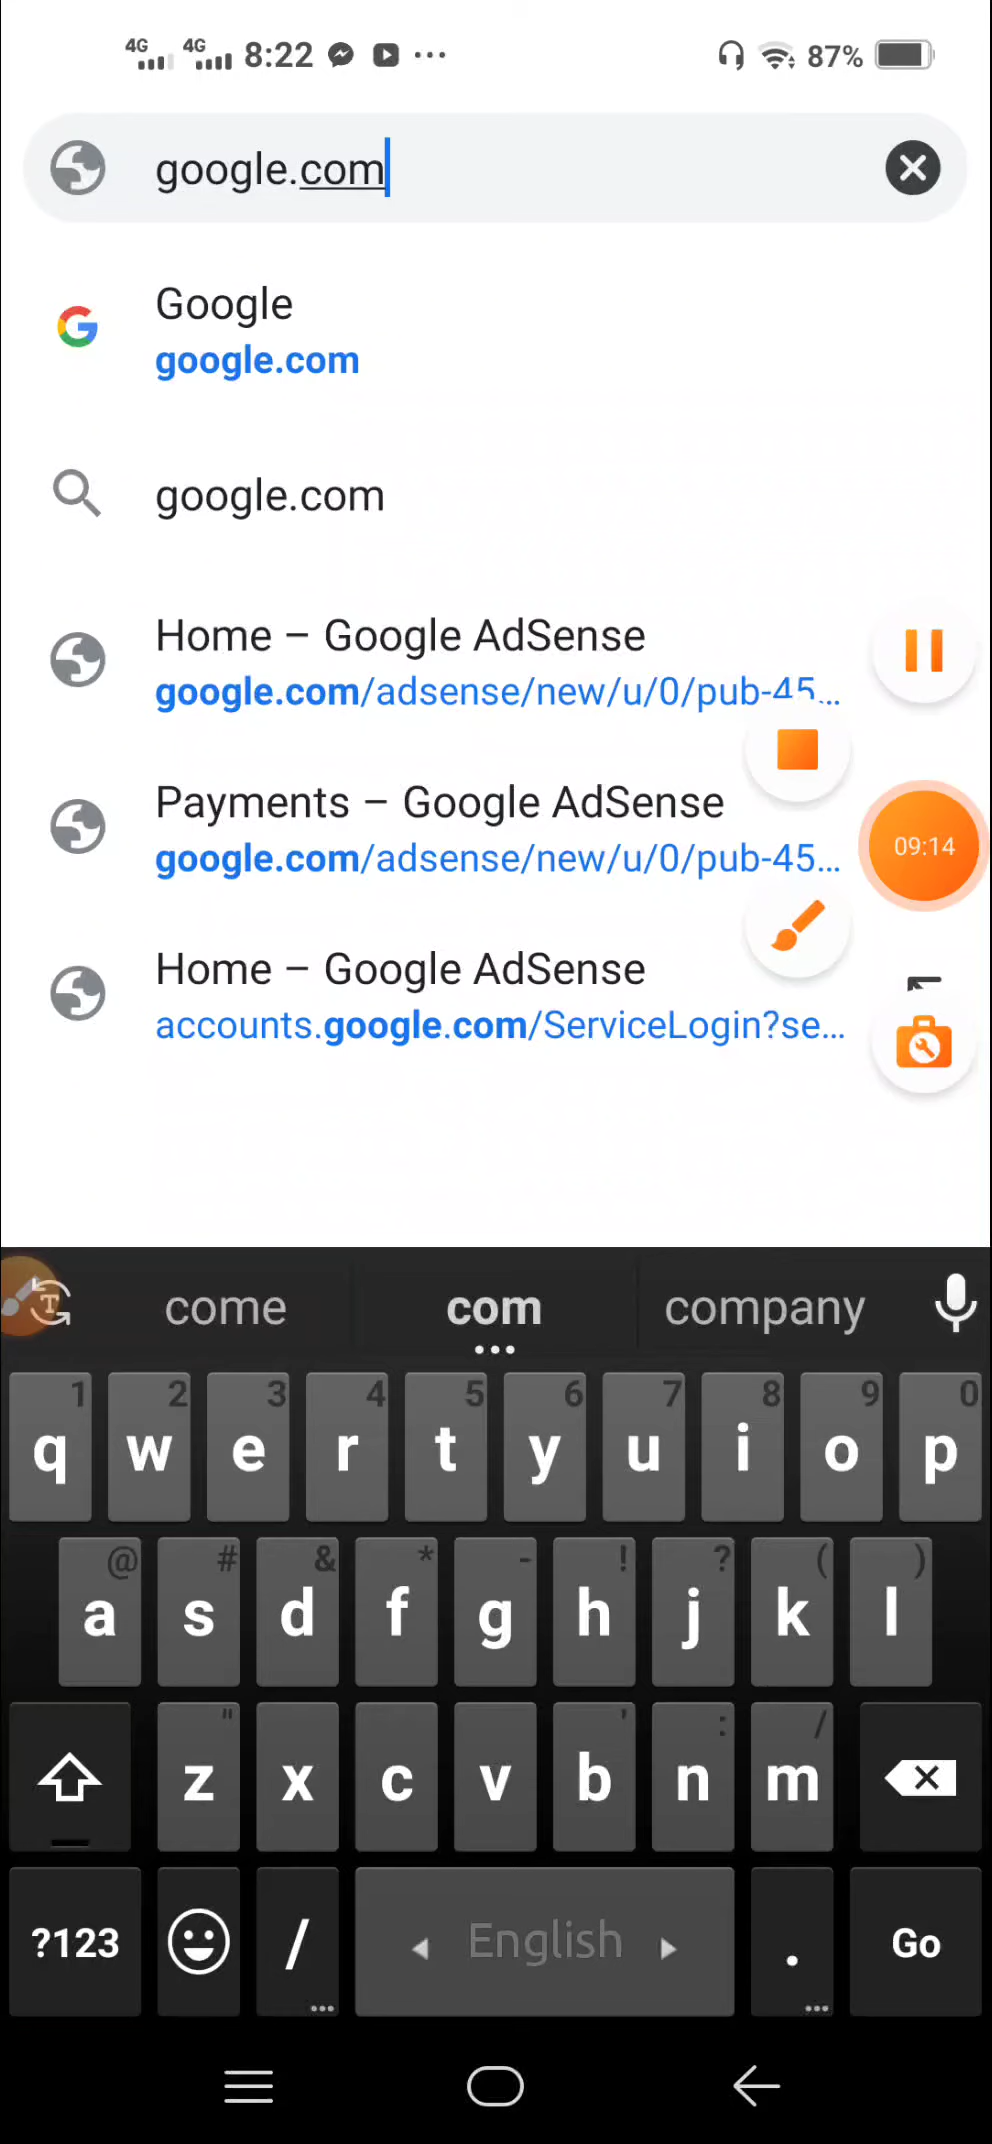 4G 4G 8:22 87%
google.com
Google
google.com
google.com
Home – Google AdSense
google.com/adsense/new/u/0/pub-45...
Payments – Google AdSense
google.com/adsense/new/u/0/pub-45...
09:14
Home – Google AdSense
accounts.google.com/ServiceLogin?se...
come com company
1 2 3 4 5 6 7 8 9 0
q w e r t y u i o p
@ # & * - ! ? ( )
a s d f g h j k l
" ' : /
z x c v b n m
?123 / English . Go